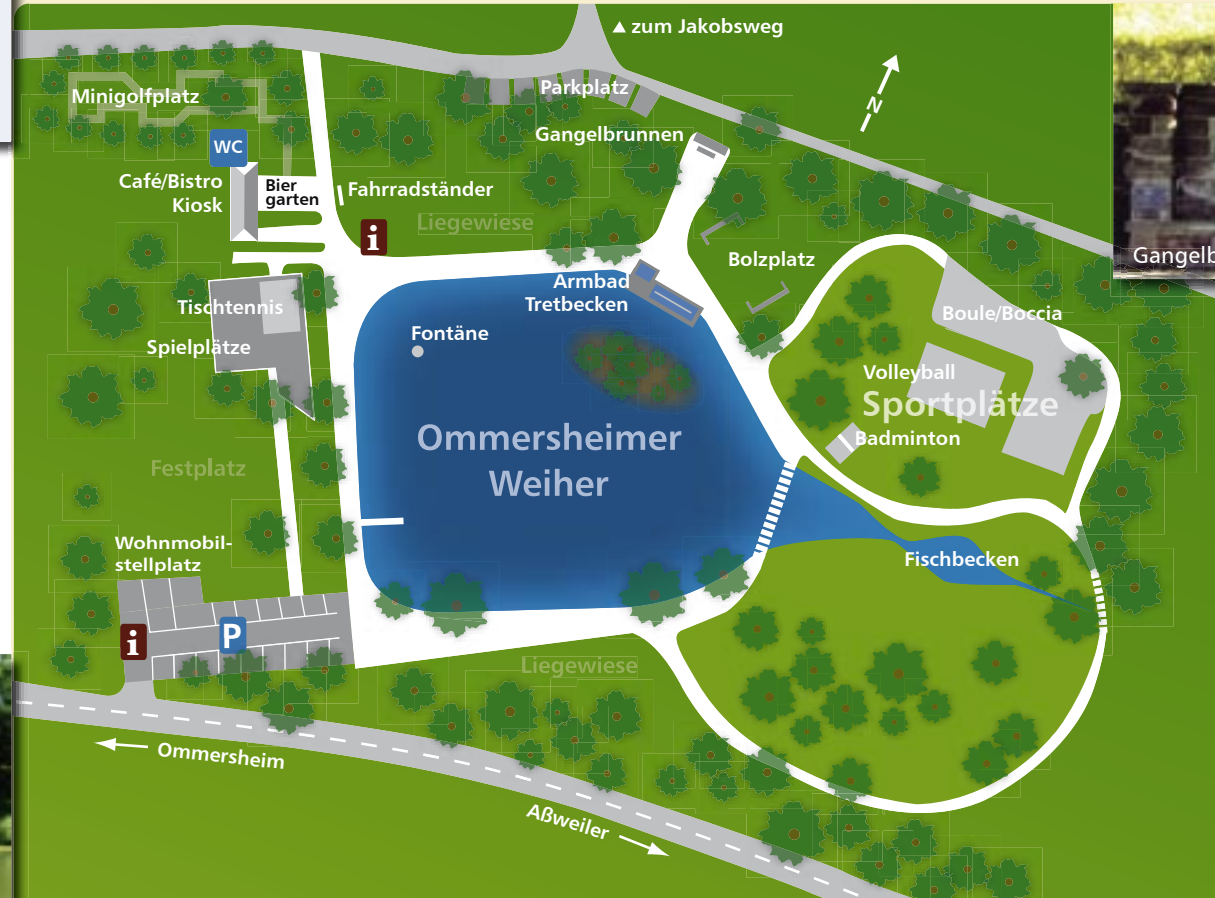 ▲ zum Jakobsweg
Parkplatz
Minigolfplatz
N
Gangelbrunnen
WC
Café/Bistro
Kiosk
Bier
garten
Fahrradständer
Liegewiese
i
Gangelb
Bolzplatz
Armbad
Tretbecken
Tischtennis
Spielplätze
Fontäne
Boule/Boccia
Volleyball
Sportplätze
Badminton
Ommersheimer
Weiher
Festplatz
Wohnmobil-
stellplatz
Fischbecken
i
P
Liegewiese
Ommersheim
Aßweiler